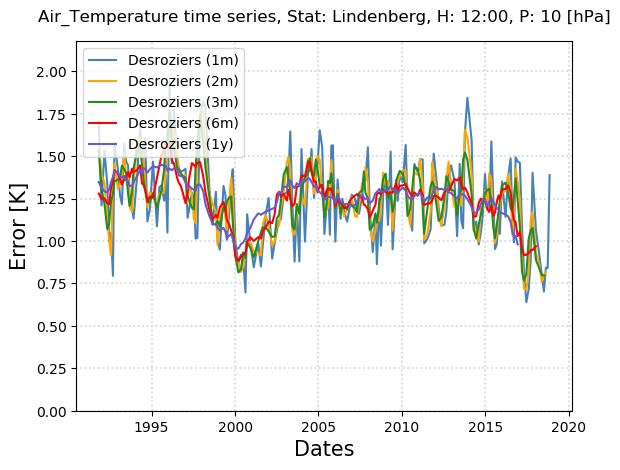 Air_Temperature time series, Stat: Lindenberg, H: 12:00, P: 10 [hPa]
Desroziers (1m)
Desroziers (2m)
Desroziers (3m)
Desroziers (6m)
Desroziers (1y)
Error [K]
2.00
1.75
1.50
1.25
1.00
0.75
0.50
0.25
0.00
1995 2000 2005 2010 2015 2020
Dates